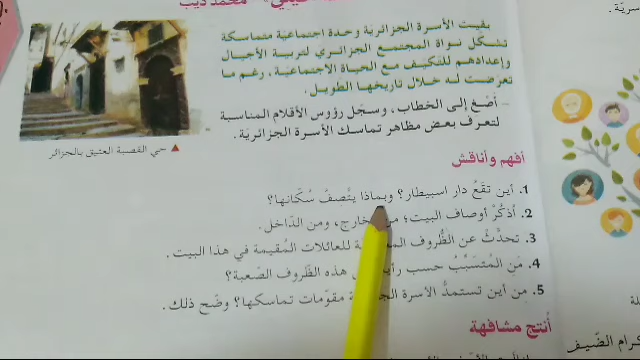 محمد ديب
بقيت الأسرة الجزائرية وحدة اجتماعية متماسكة
تشكل نواة المجتمع الجزائري لتربية الأجيال
وإعدادهم للتكيف مع الحياة الاجتماعية، رغم ما
تعرضت له خلال تاريخها الطويل.
– أصغ إلى الخطاب، وسجل رؤوس الأقلام المناسبة
لتعرف بعض مظاهر تماسك الأسرة الجزائرية.
▲ حي القصبة العتيق بالجزائر
أفهم وأناقش
1. أين تقع دار اسبيطار؟ وبماذا يتصف سكانها؟
2. أذكر أوصاف البيت؛ من الخارج، ومن الداخل.
3. تحدث عن الظروف للعائلات المقيمة في هذا البيت.
4. من المتسبب حسب رأيك في هذه الظروف الصعبة؟
5. من أين تستمد الأسرة مقومات تماسكها؟ وضح ذلك.
أنتج مشافهة